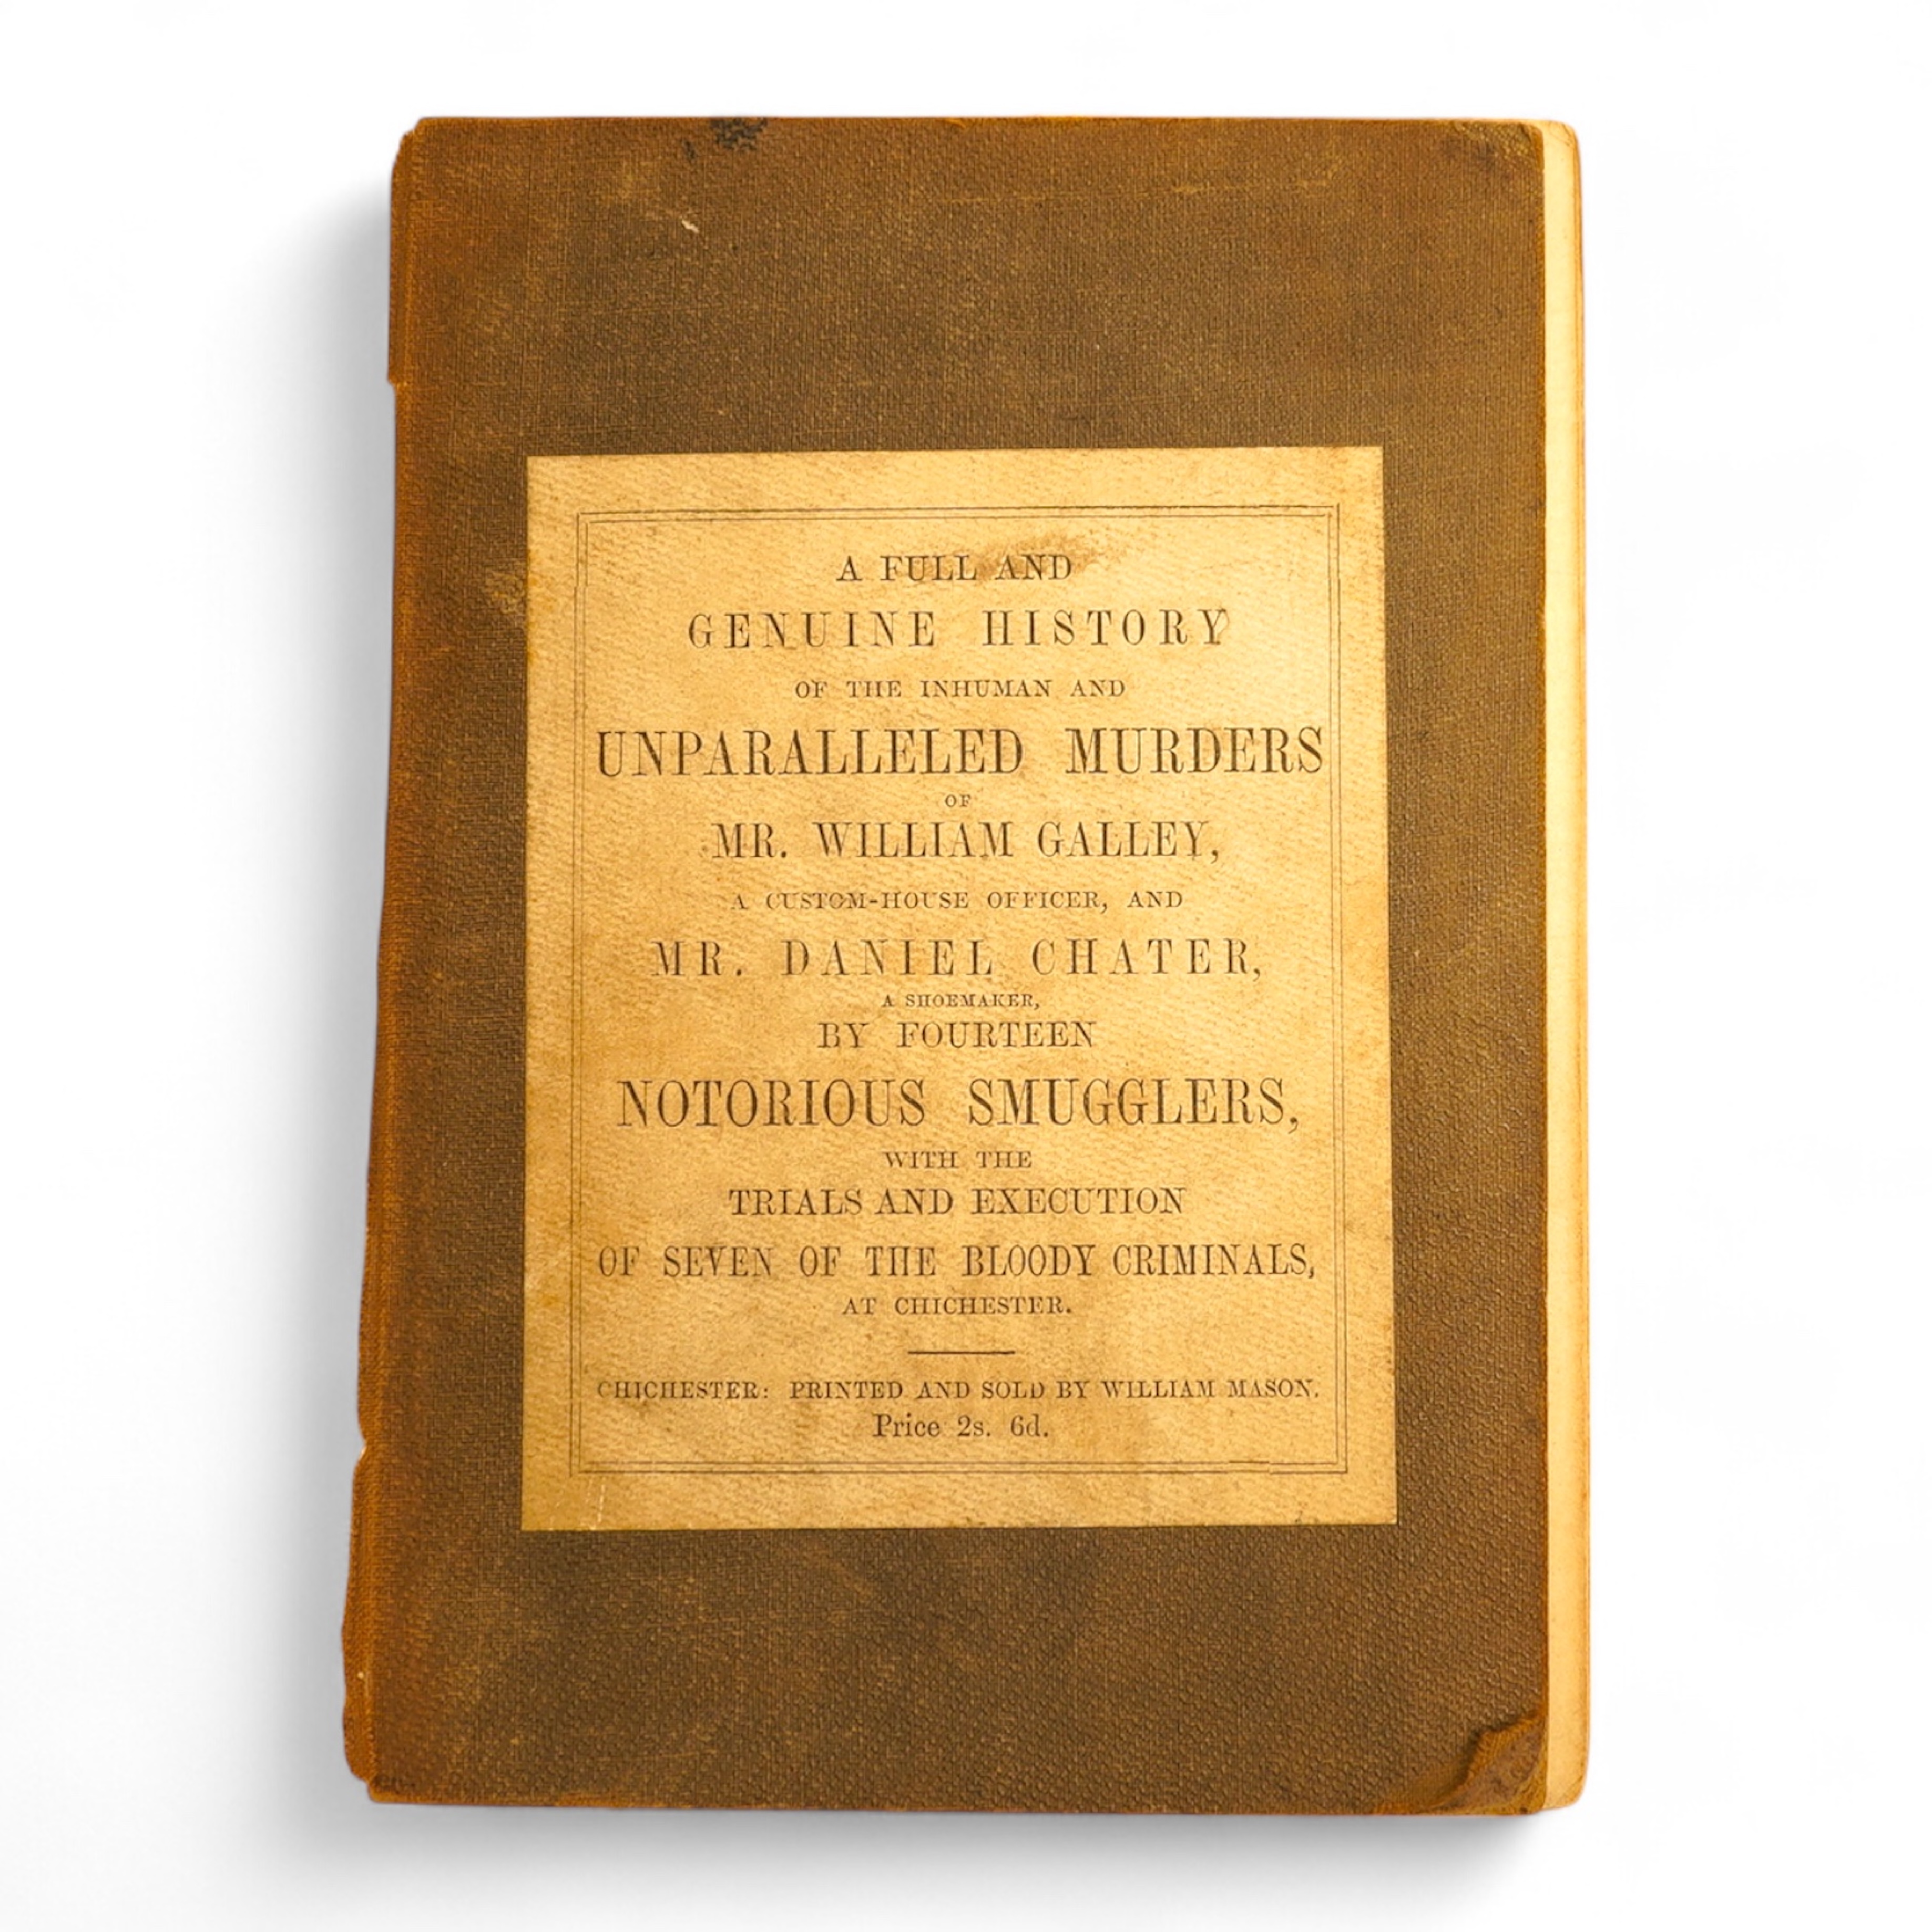 A FULL AND
GENUINE HISTORY
OF THE INHUMAN AND
UNPARALLELED MURDERS
OF
MR. WILLIAM GALLEY,
A CUSTOM-HOUSE OFFICER, AND
MR. DANIEL CHATER,
A SHOEMAKER,
BY FOURTEEN
NOTORIOUS SMUGGLERS,
WITH THE
TRIALS AND EXECUTION
OF SEVEN OF THE BLOODY CRIMINALS,
AT CHICHESTER.
CHICHESTER: PRINTED AND SOLD BY WILLIAM MASON.
Price 2s. 6d.